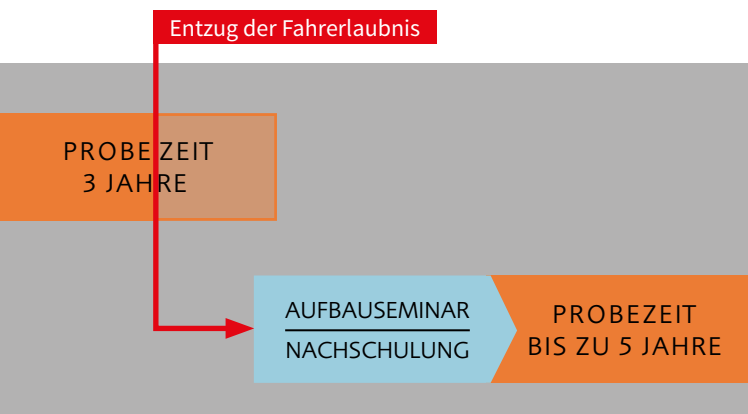 Entzug der Fahrerlaubnis
PROBEZEIT
3 JAHRE
AUFBAUSEMINAR
NACHSCHULUNG
PROBEZEIT
BIS ZU 5 JAHRE